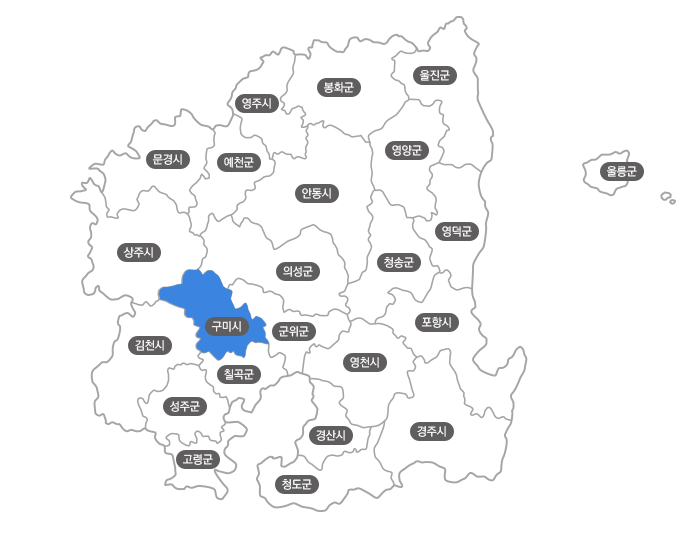 울진군
봉화군
영주시
영양군
문경시
예천군
울릉군
안동시
영덕군
상주시
청송군
의성군
포항시
구미시
군위군
김천시
영천시
칠곡군
성주군
경산시
경주시
고령군
청도군